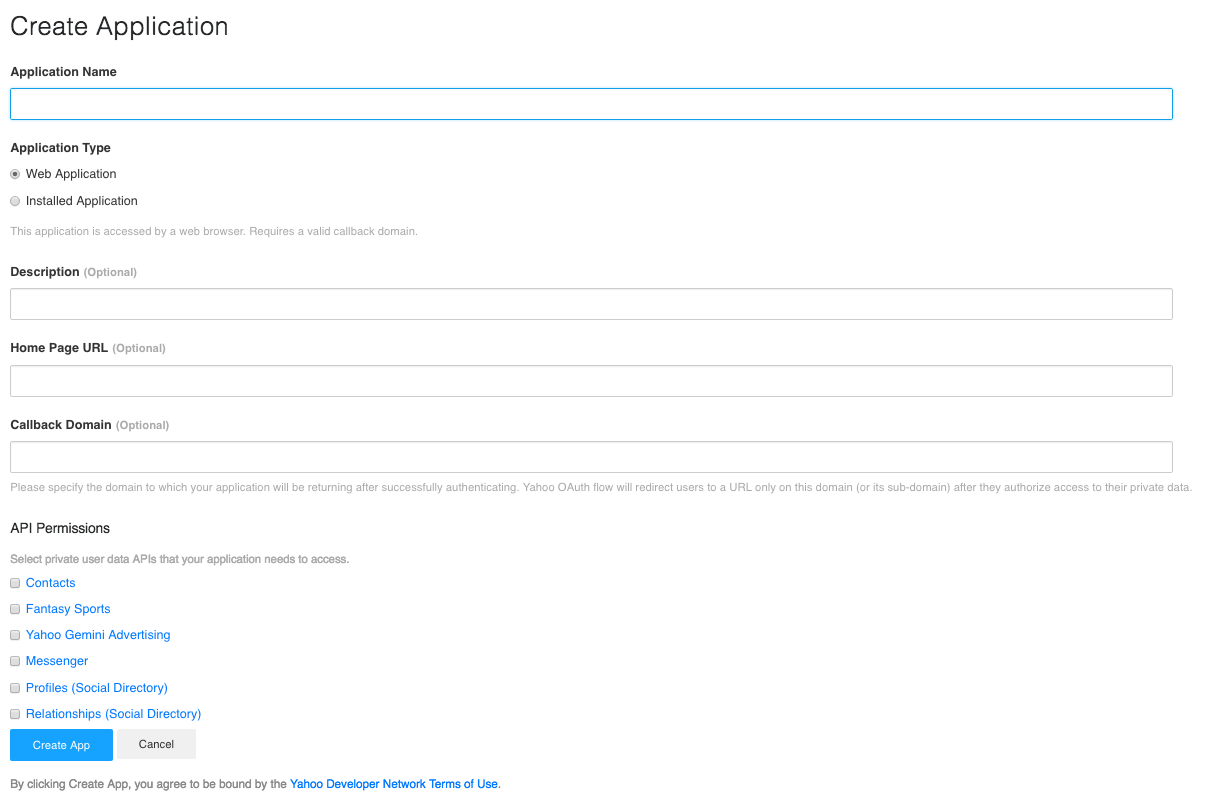 Create Application
Application Name
Application Type
Web Application
Installed Application
This application is accessed by a web browser. Requires a valid callback domain.
Description (Optional)
Home Page URL (Optional)
Callback Domain (Optional)
Please specify the domain to which your application will be returning after successfully authenticating. Yahoo OAuth flow will redirect users to a URL only on this domain (or its sub-domain) after they authorize access to their private data.
API Permissions
Select private user data APIs that your application needs to access.
Contacts
Fantasy Sports
Yahoo Gemini Advertising
Messenger
Profiles (Social Directory)
Relationships (Social Directory)
Create App Cancel
By clicking Create App, you agree to be bound by the Yahoo Developer Network Terms of Use.